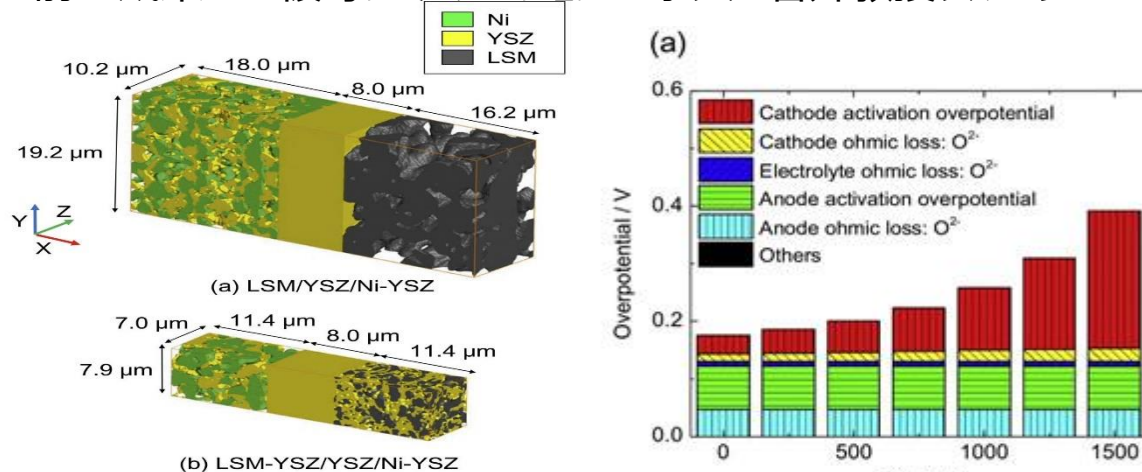 Ni
YSZ
LSM
10.2 µm
18.0 µm
8.0 µm
16.2 µm
19.2 µm
Y
Z
X
(a) LSM/YSZ/Ni-YSZ
7.0 µm
11.4 µm
8.0 µm
11.4 µm
7.9 µm
(b) LSM-YSZ/YSZ/Ni-YSZ
(a)
0.6
Cathode activation overpotential
Cathode ohmic loss: O²⁻
Electrolyte ohmic loss: O²⁻
0.4
Anode activation overpotential
Anode ohmic loss: O²⁻
Others
Overpotential / V
0.2
0.0
0
500
1000
1500